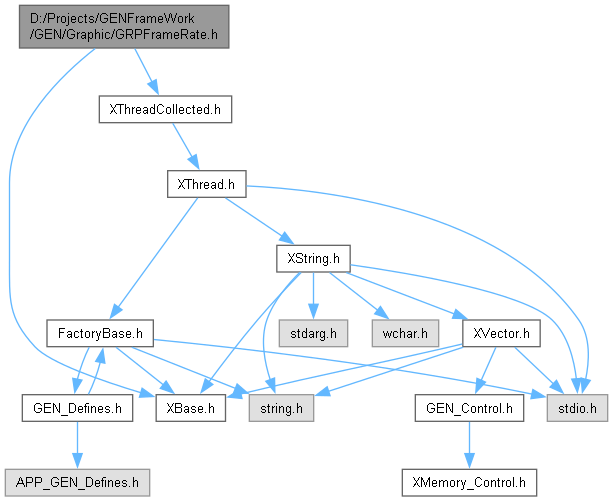 D:/Projects/GENFrameWork
/GEN/Graphic/GRPFrameRate.h
XThreadCollected.h
XThread.h
XString.h
stdarg.h
wchar.h
FactoryBase.h
XVector.h
GEN_Defines.h
XBase.h
string.h
GEN_Control.h
stdio.h
APP_GEN_Defines.h
XMemory_Control.h